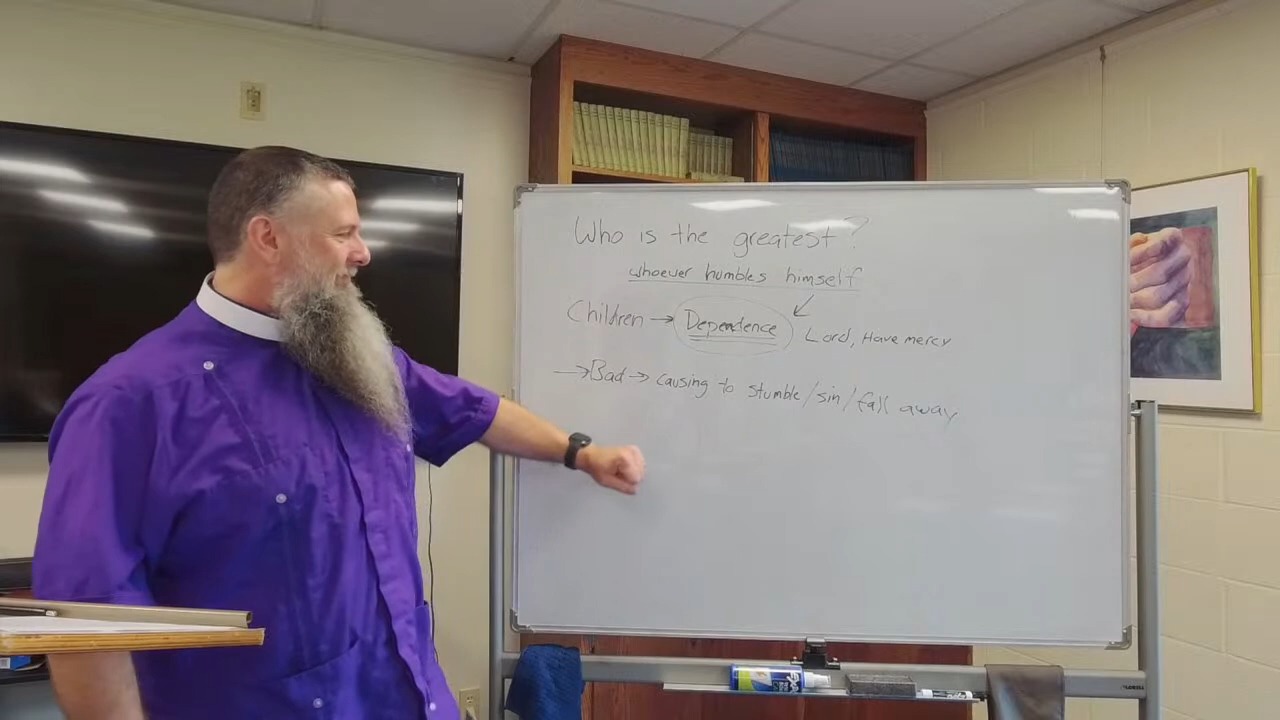 Who is the greatest?
whoever humbles himself
Children → Dependence
Lord, Have mercy
→ Bad → causing to stumble/sin/fall away